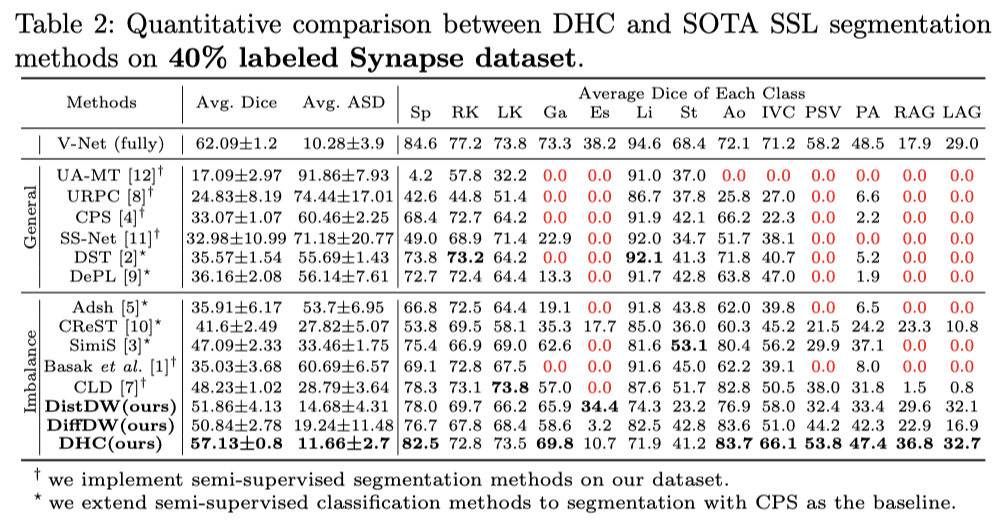 Table 2: Quantitative comparison between DHC and SOTA SSL segmentation
methods on 40% labeled Synapse dataset.
Methods Avg. Dice Avg. ASD Average Dice of Each Class
Sp RK LK Ga Es Li St Ao IVC PSV PA RAG LAG
V-Net (fully) 62.09±1.2 10.28±3.9 84.6 77.2 73.8 73.3 38.2 94.6 68.4 72.1 71.2 58.2 48.5 17.9 29.0
General
UA-MT [12]† 17.09±2.97 91.86±7.93 4.2 57.8 32.2 0.0 0.0 91.0 37.0 0.0 0.0 0.0 0.0 0.0 0.0
URPC [8]† 24.83±8.19 74.44±17.01 42.6 44.8 51.4 0.0 0.0 86.7 37.8 25.8 27.0 0.0 6.6 0.0 0.0
CPS [4]† 33.07±1.07 60.46±2.25 68.4 72.7 64.2 0.0 0.0 91.9 42.1 66.2 22.3 0.0 2.2 0.0 0.0
SS-Net [11]† 32.98±10.99 71.18±20.77 49.0 68.9 71.4 22.9 0.0 92.0 34.7 51.7 38.1 0.0 0.0 0.0 0.0
DST [2]⋆ 35.57±1.54 55.69±1.43 73.8 73.2 64.2 0.0 0.0 92.1 41.3 71.8 40.7 0.0 5.2 0.0 0.0
DePL [9]⋆ 36.16±2.08 56.14±7.61 72.7 72.4 64.4 13.3 0.0 91.7 42.8 63.8 47.0 0.0 1.9 0.0 0.0
Imbalance
Adsh [5]⋆ 35.91±6.17 53.7±6.95 66.8 72.5 64.4 19.1 0.0 91.8 43.8 62.0 39.8 0.0 6.5 0.0 0.0
CReST [10]⋆ 41.6±2.49 27.82±5.07 53.8 69.5 58.1 35.3 17.7 85.0 36.0 60.3 45.2 21.5 24.2 23.3 10.8
SimiS [3]⋆ 47.09±2.33 33.46±1.75 75.4 66.9 69.0 62.6 0.0 81.6 53.1 80.4 56.2 29.9 37.1 0.0 0.0
Basak et al. [1]† 35.03±3.68 60.69±6.57 69.1 72.8 67.5 0.0 0.0 91.6 45.0 62.2 39.1 0.0 8.0 0.0 0.0
CLD [7]† 48.23±1.02 28.79±3.64 78.3 73.1 73.8 57.0 0.0 87.6 51.7 82.8 50.5 38.0 31.8 1.5 0.8
DistDW(ours) 51.86±4.13 14.68±4.31 78.0 69.7 66.2 65.9 34.4 74.3 23.2 76.9 58.0 32.4 33.4 29.6 32.1
DiffDW(ours) 50.84±2.78 19.24±11.48 76.7 67.8 68.4 58.6 3.2 82.5 42.8 83.6 51.0 44.2 42.3 22.9 16.9
DHC(ours) 57.13±0.8 11.66±2.7 82.5 72.8 73.5 69.8 10.7 71.9 41.2 83.7 66.1 53.8 47.4 36.8 32.7
† we implement semi-supervised segmentation methods on our dataset.
⋆ we extend semi-supervised classification methods to segmentation with CPS as the baseline.